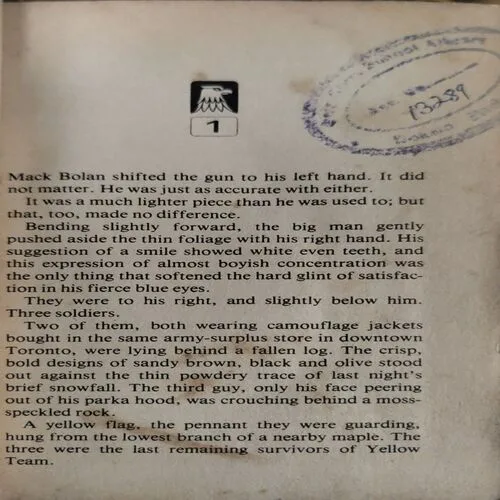 Library
13289
1
Mack Bolan shifted the gun to his left hand. It did
not matter. He was just as accurate with either.
It was a much lighter piece than he was used to; but
that, too, made no difference.
Bending slightly forward, the big man gently
pushed aside the thin foliage with his right hand. His
suggestion of a smile showed white even teeth, and
this expression of almost boyish concentration was
the only thing that softened the hard glint of satisfac-
tion in his fierce blue eyes.
They were to his right, and slightly below him.
Three soldiers.
Two of them, both wearing camouflage jackets
bought in the same army-surplus store in downtown
Toronto, were lying behind a fallen log. The crisp,
bold designs of sandy brown, black and olive stood
out against the thin powdery trace of last night's
brief snowfall. The third guy, only his face peering
out of his parka hood, was crouching behind a moss-
speckled rock.
A yellow flag, the pennant they were guarding,
hung from the lowest branch of a nearby maple. The
three were the last remaining survivors of Yellow
Team.